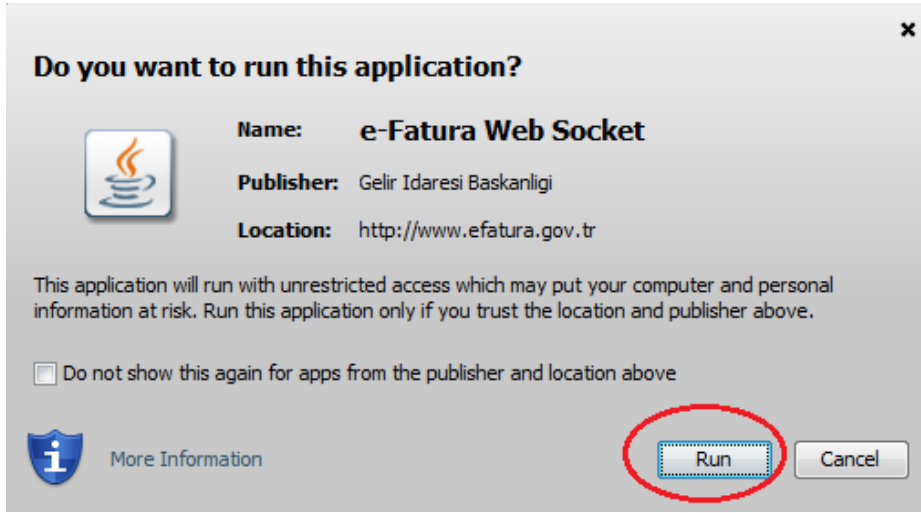 Do you want to run this application?
Name: e-Fatura Web Socket
Publisher: Gelir Idaresi Baskanligi
Location: http://www.efatura.gov.tr
This application will run with unrestricted access which may put your computer and personal
information at risk. Run this application only if you trust the location and publisher above.
Do not show this again for apps from the publisher and location above
More Information Run Cancel